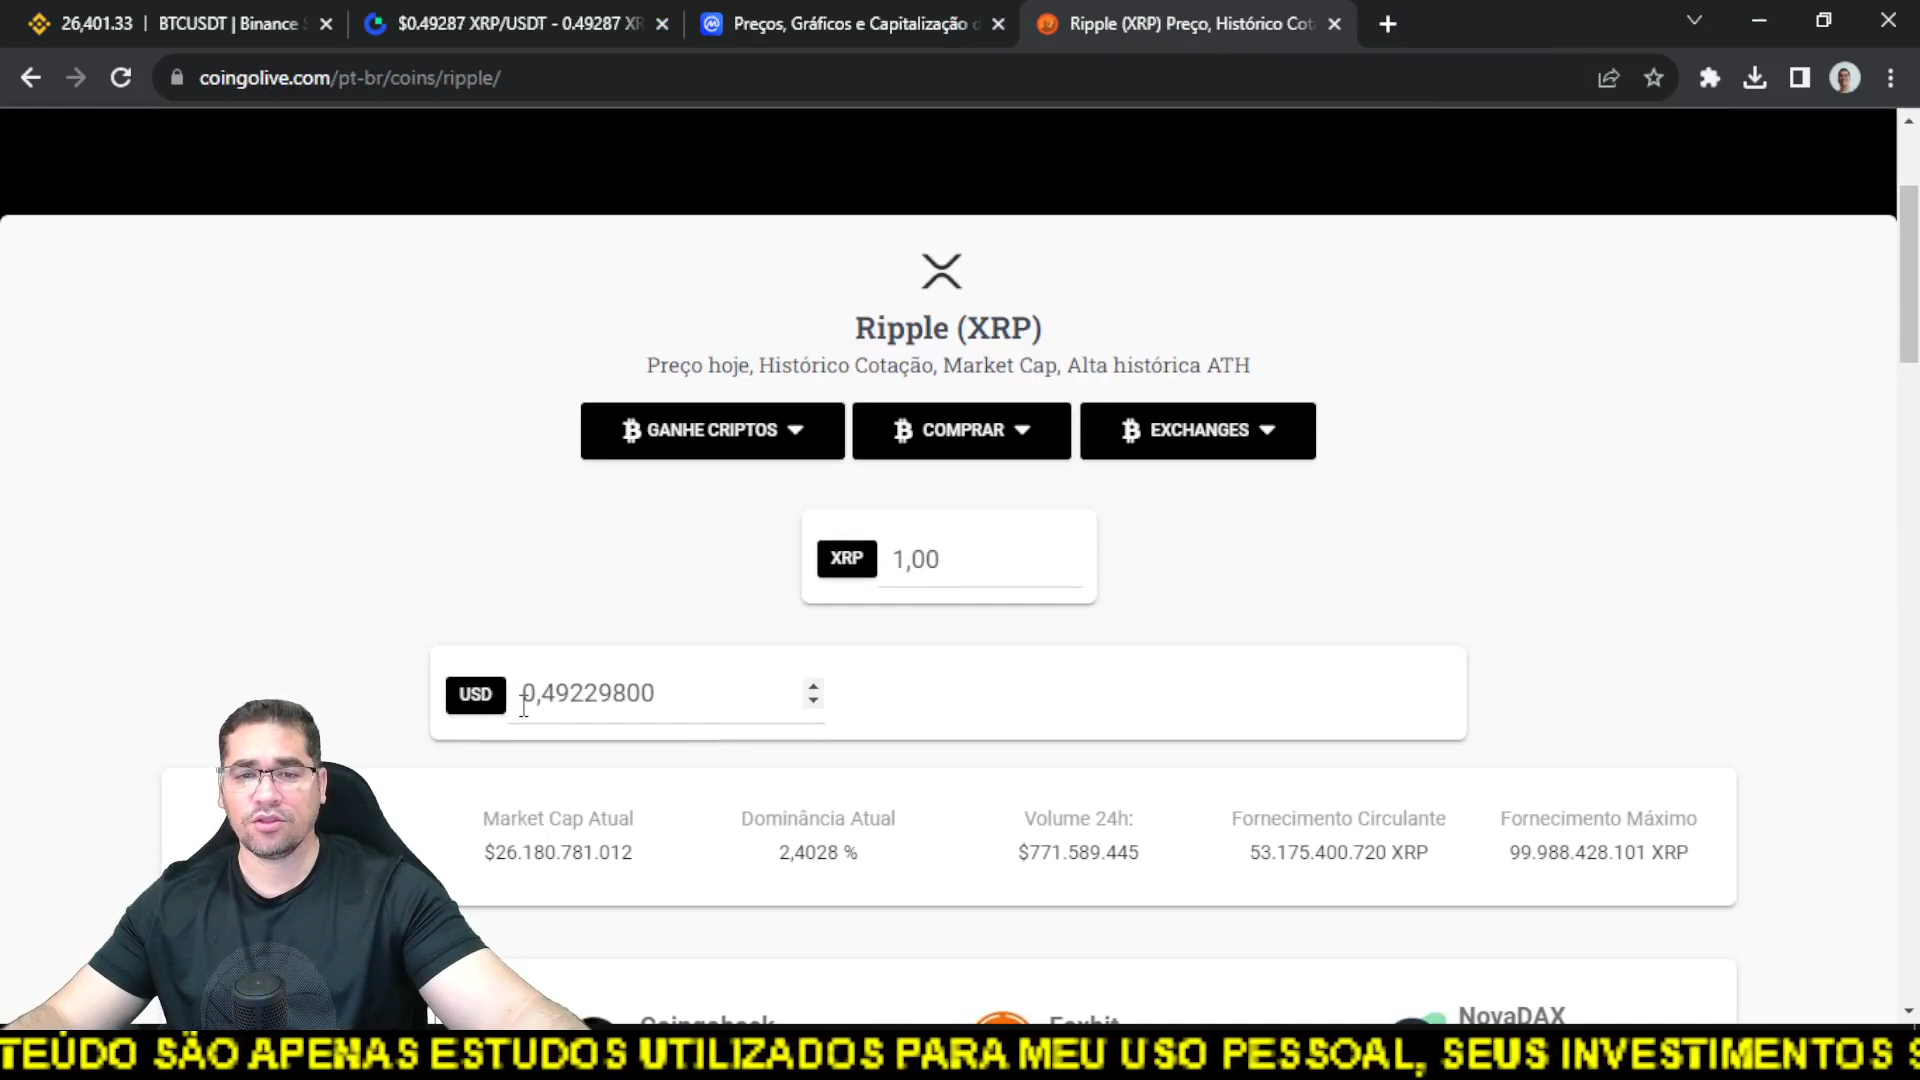 26,401.33 | BTCUSDT | Binance S
$0.49287 XRP/USDT - 0.49287 XR
Preços, Gráficos e Capitalização d
Ripple (XRP) Preço, Histórico Cot
coingolive.com/pt-br/coins/ripple/
Ripple (XRP)
Preço hoje, Histórico Cotação, Market Cap, Alta histórica ATH
GANHE CRIPTOS
COMPRAR
EXCHANGES
XRP 1,00
USD 0,49229800
Market Cap Atual
Dominância Atual
Volume 24h:
Fornecimento Circulante
Fornecimento Máximo
$26.180.781.012
2,4028 %
$771.589.445
53.175.400.720 XRP
99.988.428.101 XRP
Foxbit
NovaDAX
TEÚDO SÃO APENAS ESTUDOS UTILIZADOS PARA MEU USO PESSOAL, SEUS INVESTIMENTOS S